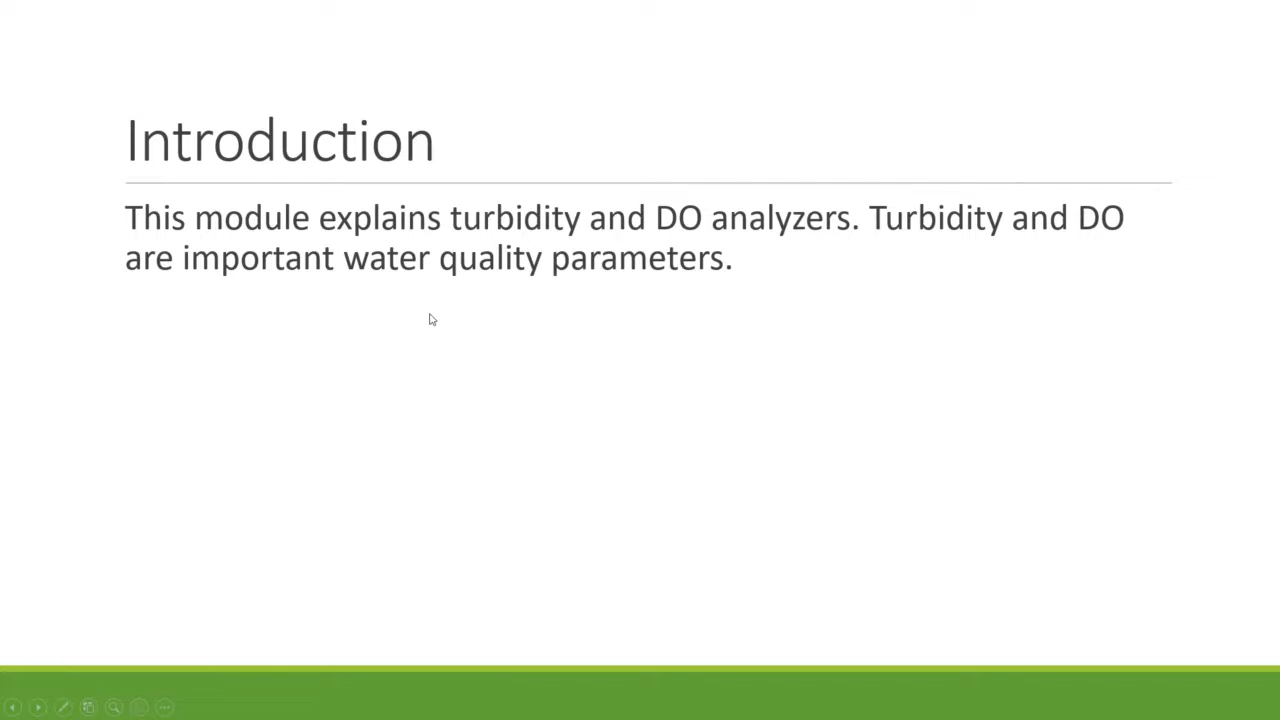 Introduction
This module explains turbidity and DO analyzers. Turbidity and DO
are important water quality parameters.